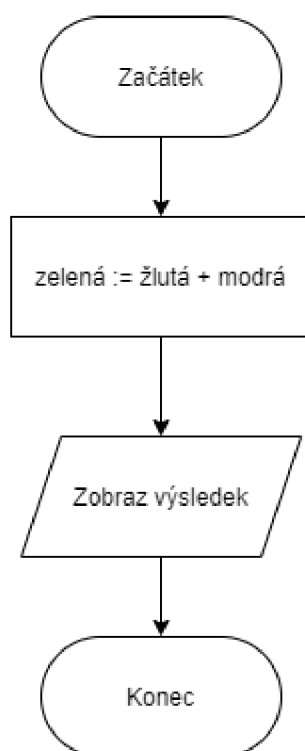 Začátek
zelená := žlutá + modrá
Zobraz výsledek
Konec